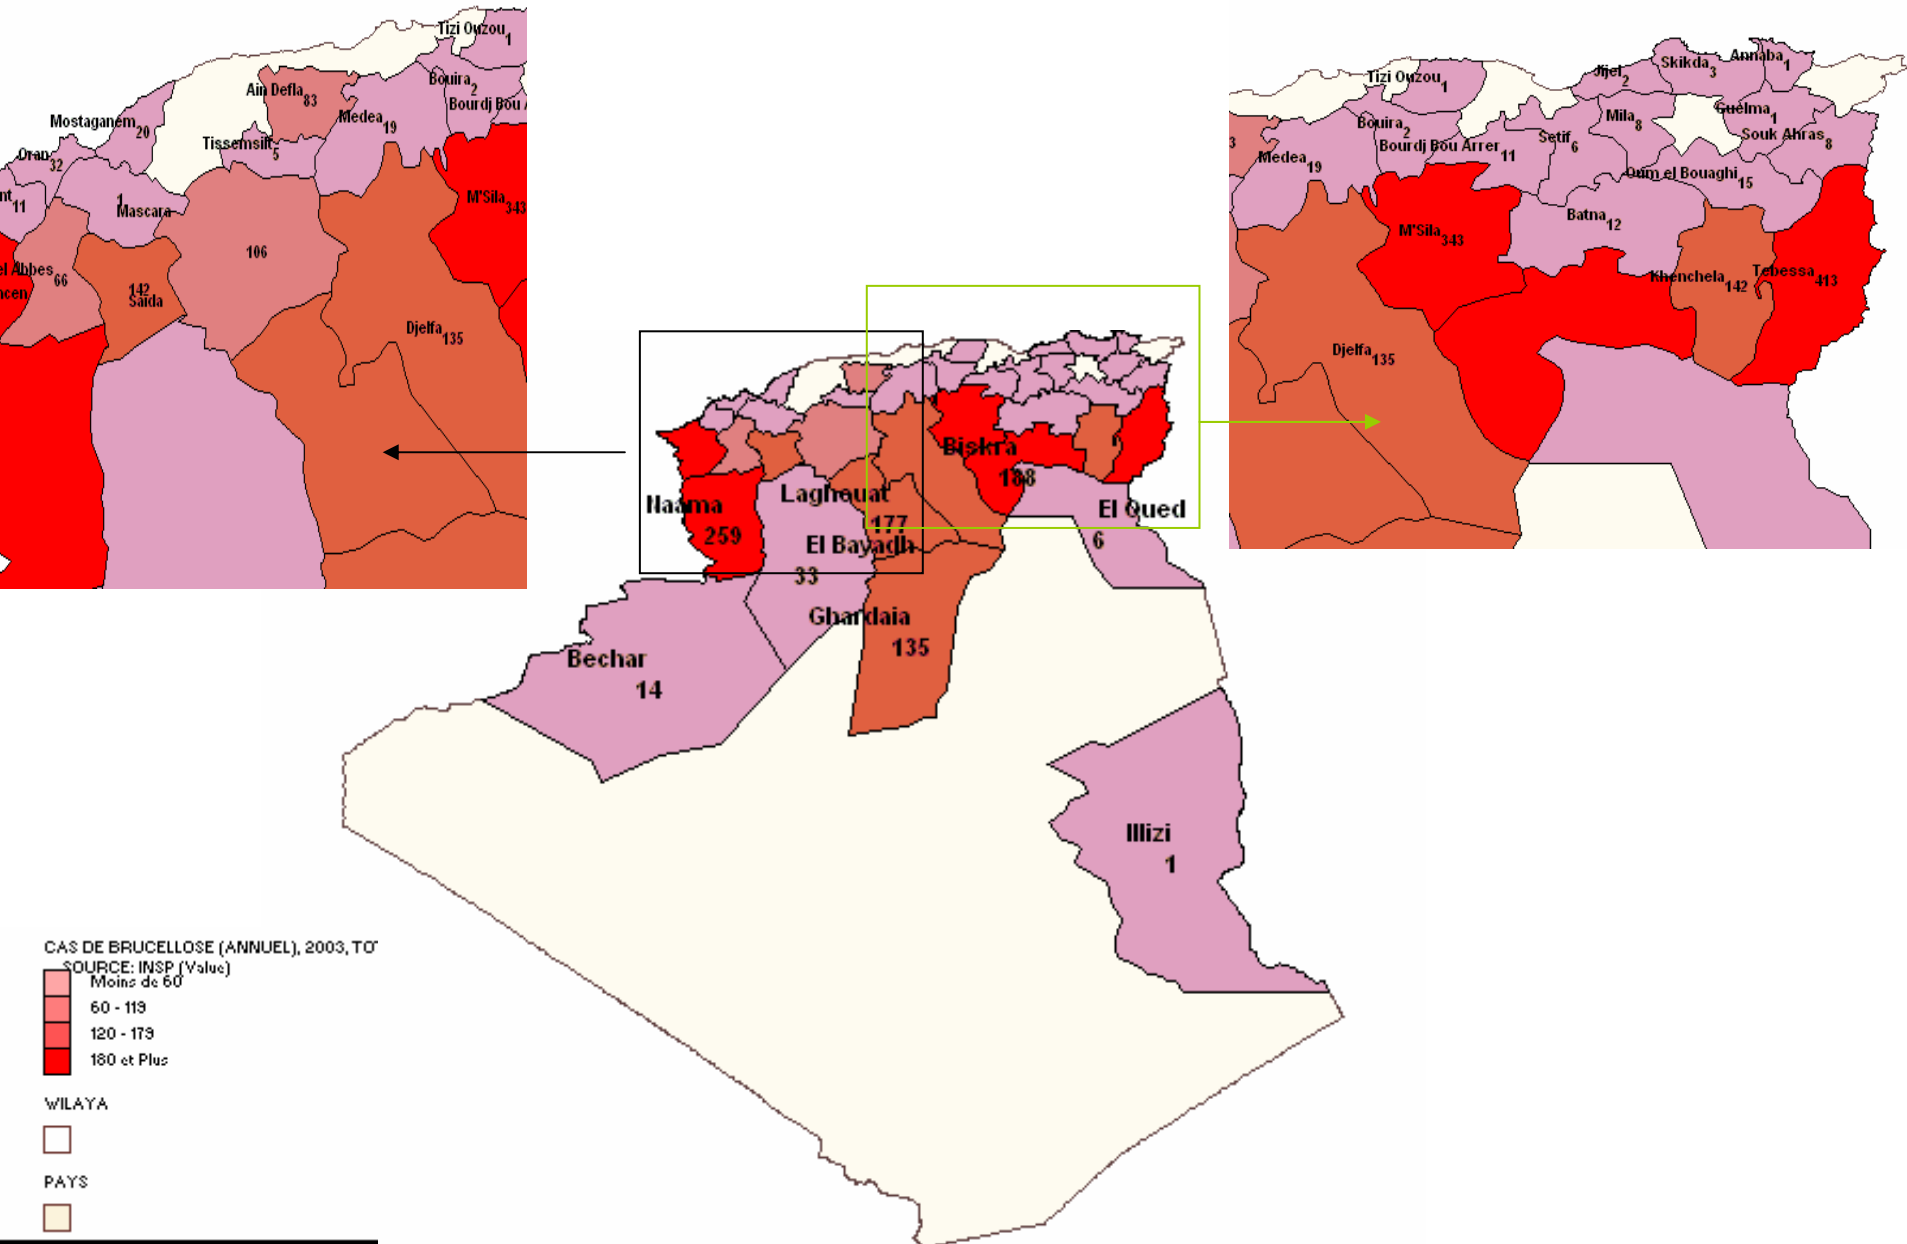 Tizi Ouzou 1
Ain Defla 83
Bouira 2
Bourdj Bou
Mostaganem 20
Medea 19
Tissemsilt 5
Oran 32
nt 11
1 Mascara
M'Sila 343
106
el Abbes 66
ncen
142 Saida
Djelfa 135
Tizi Ouzou 1
Jijel 2
Skikda 3
Annaba 1
Bouira 2
Mila 8
Guelma 1
3
Medea 19
Bourdj Bou Arrer 11
Setif 6
Souk Ahras 8
Oum el Bouaghi 15
Batna 12
M'Sila 343
Khenchela 142
Tebessa 413
Djelfa 135
Biskra
188
Naama
259
Laghouat
177
El Oued
6
El Bayadh
33
Ghardaia
135
Bechar
14
Illizi
1
CAS DE BRUCELLOSE (ANNUEL), 2003, TOT
SOURCE: INSP (Value)
Moins de 60
60 - 119
120 - 179
180 et Plus
WILAYA
PAYS